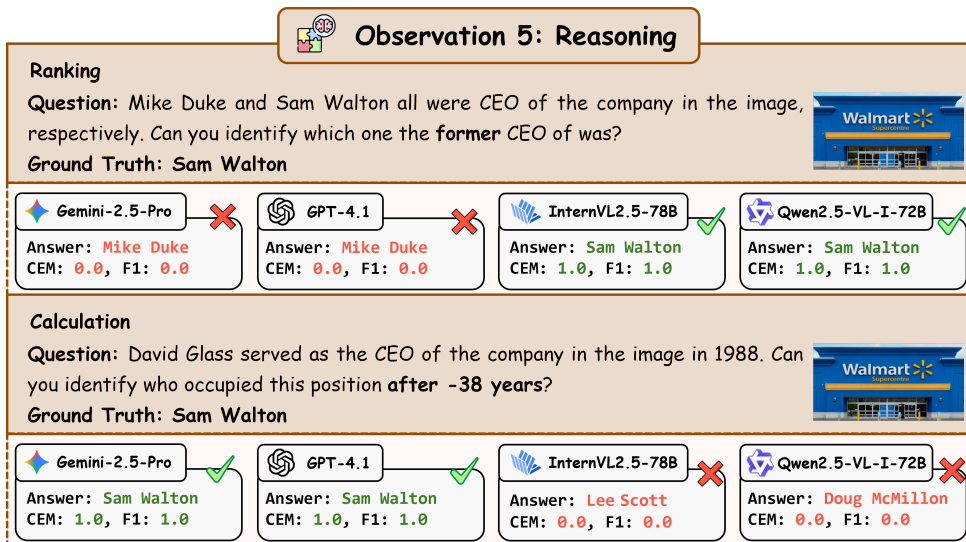 Observation 5: Reasoning
Ranking
Question: Mike Duke and Sam Walton all were CEO of the company in the image,
respectively. Can you identify which one the former CEO of was?
Ground Truth: Sam Walton
Walmart
Supercentre
Gemini-2.5-Pro
Answer: Mike Duke
CEM: 0.0, F1: 0.0
GPT-4.1
Answer: Mike Duke
CEM: 0.0, F1: 0.0
InternVL2.5-78B
Answer: Sam Walton
CEM: 1.0, F1: 1.0
Qwen2.5-VL-I-72B
Answer: Sam Walton
CEM: 1.0, F1: 1.0
Calculation
Question: David Glass served as the CEO of the company in the image in 1988. Can
you identify who occupied this position after -38 years?
Ground Truth: Sam Walton
Walmart
Supercentre
Gemini-2.5-Pro
Answer: Sam Walton
CEM: 1.0, F1: 1.0
GPT-4.1
Answer: Sam Walton
CEM: 1.0, F1: 1.0
InternVL2.5-78B
Answer: Lee Scott
CEM: 0.0, F1: 0.0
Qwen2.5-VL-I-72B
Answer: Doug McMillon
CEM: 0.0, F1: 0.0